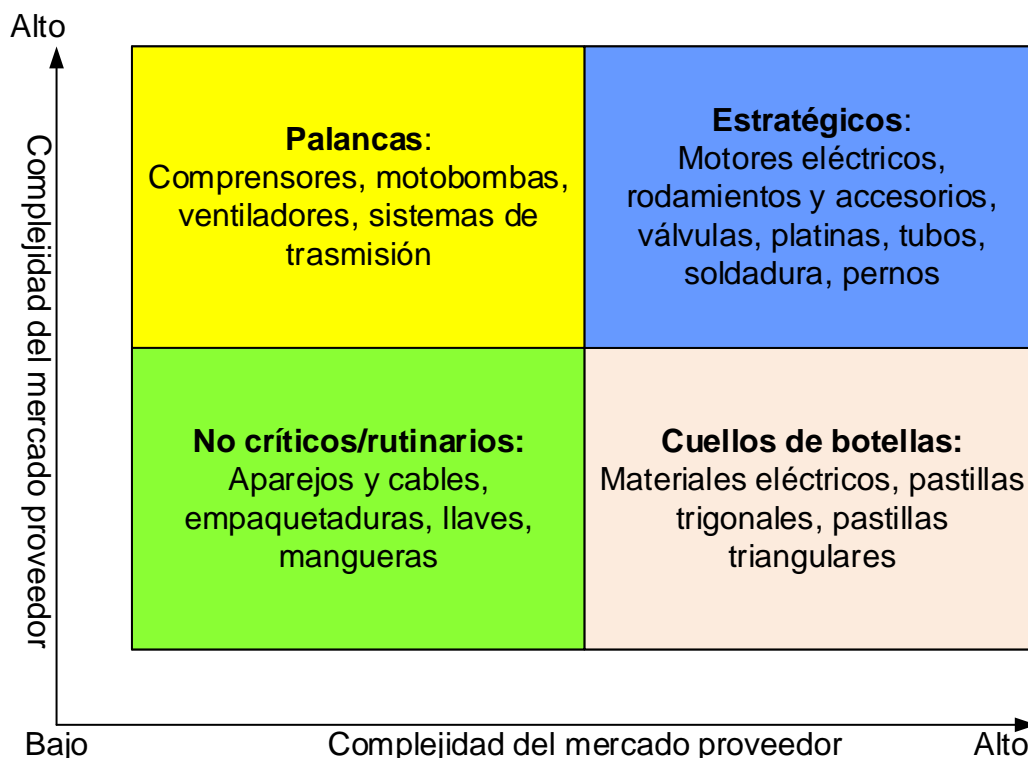 Alto
Complejidad del mercado proveedor
Palancas:
Comprensores, motobombas,
ventiladores, sistemas de
trasmisión
Estratégicos:
Motores eléctricos,
rodamientos y accesorios,
válvulas, platinas, tubos,
soldadura, pernos
No críticos/rutinarios:
Aparejos y cables,
empaquetaduras, llaves,
mangueras
Cuellos de botellas:
Materiales eléctricos, pastillas
trigonales, pastillas
triangulares
Bajo
Complejidad del mercado proveedor
Alto